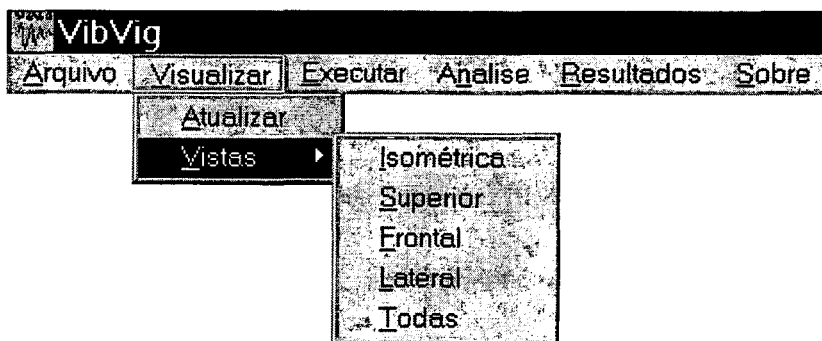 VibVig
Arquivo Visualizar Executar Analise Resultados Sobre
Atualizar
Vistas
Isométrica
Superior
Frontal
Lateral
Todas